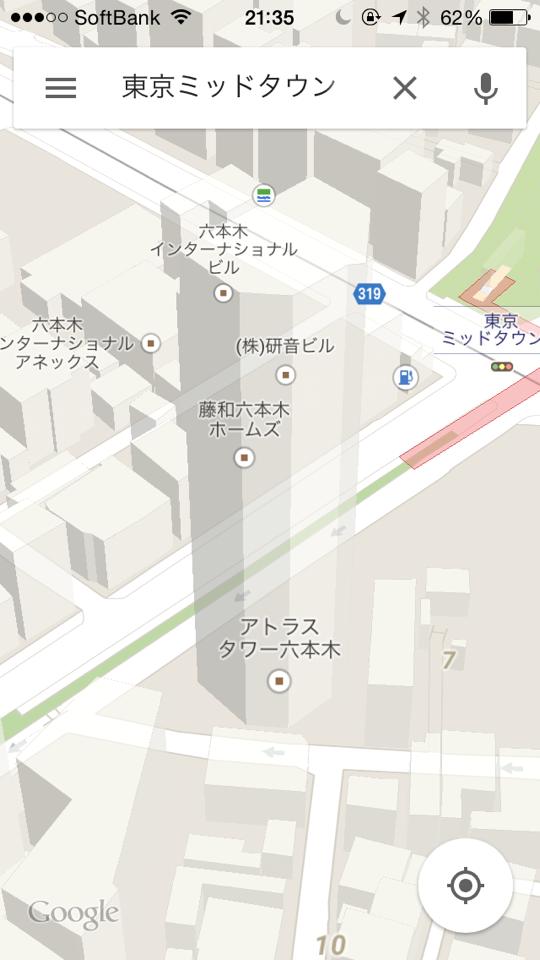 SoftBank 21:35 62%
東京ミッドタウン
六本木
インターナショナル
ビル
319
六本木
ンターナショナル
アネックス
(株)研音ビル
東京
ミッドタウン
藤和六本木
ホームズ
アトラス
タワー六本木
7
Google
10